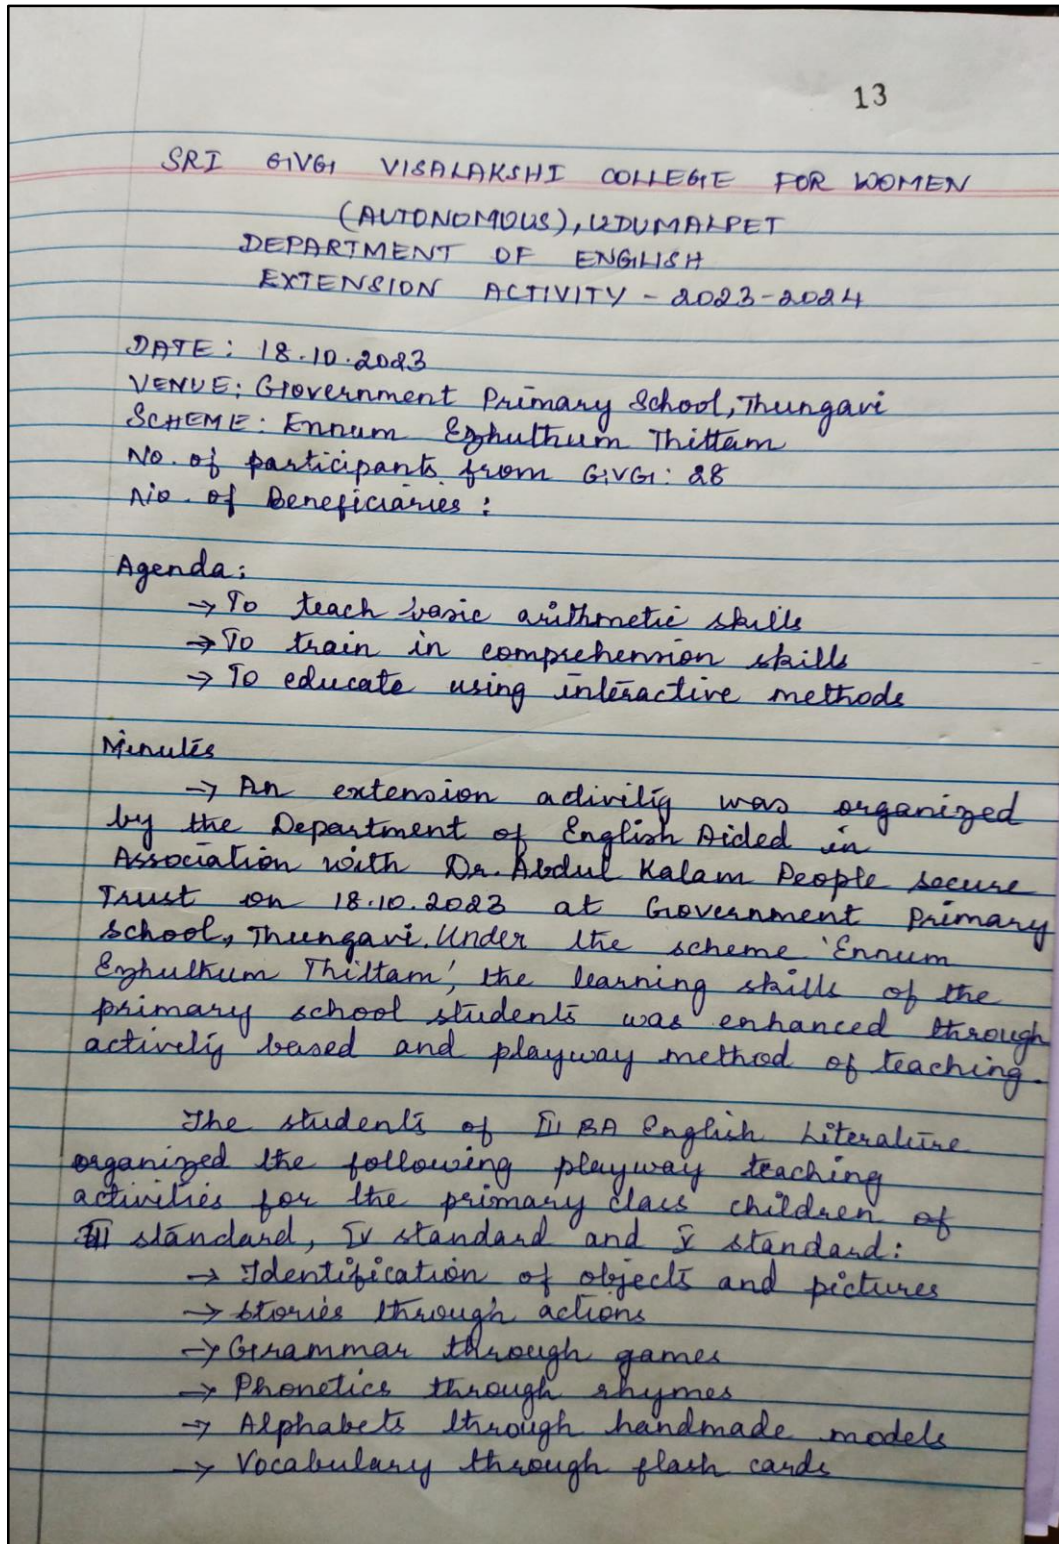 13
SRI GVG VISALAKSHI COLLEGE FOR WOMEN
(AUTONOMOUS), UDUMALPET
DEPARTMENT OF ENGLISH
EXTENSION ACTIVITY - 2023-2024
DATE: 18.10.2023
VENUE: Government Primary School, Thungavi
SCHEME: Ennum Ezhuthum Thittam
No. of participants from GVG: 28
No. of Beneficiaries:
Agenda:
→ To teach basic arithmetic skills
→ To train in comprehension skills
→ To educate using interactive methods
Minutes
→ An extension activity was organized
by the Department of English Aided in
Association with Dr. Abdul Kalam People secure
Trust on 18.10.2023 at Government Primary
School, Thungavi. Under the scheme 'Ennum
Ezhuthum Thittam', the learning skills of the
primary school students was enhanced through
activity based and playway method of teaching.
The students of III BA English Literature
organized the following playway teaching
activities for the primary class children of
III standard, IV standard and V standard:
→ Identification of objects and pictures
→ Stories through actions
→ Grammar through games
→ Phonetics through rhymes
→ Alphabets through handmade models
→ Vocabulary through flash cards